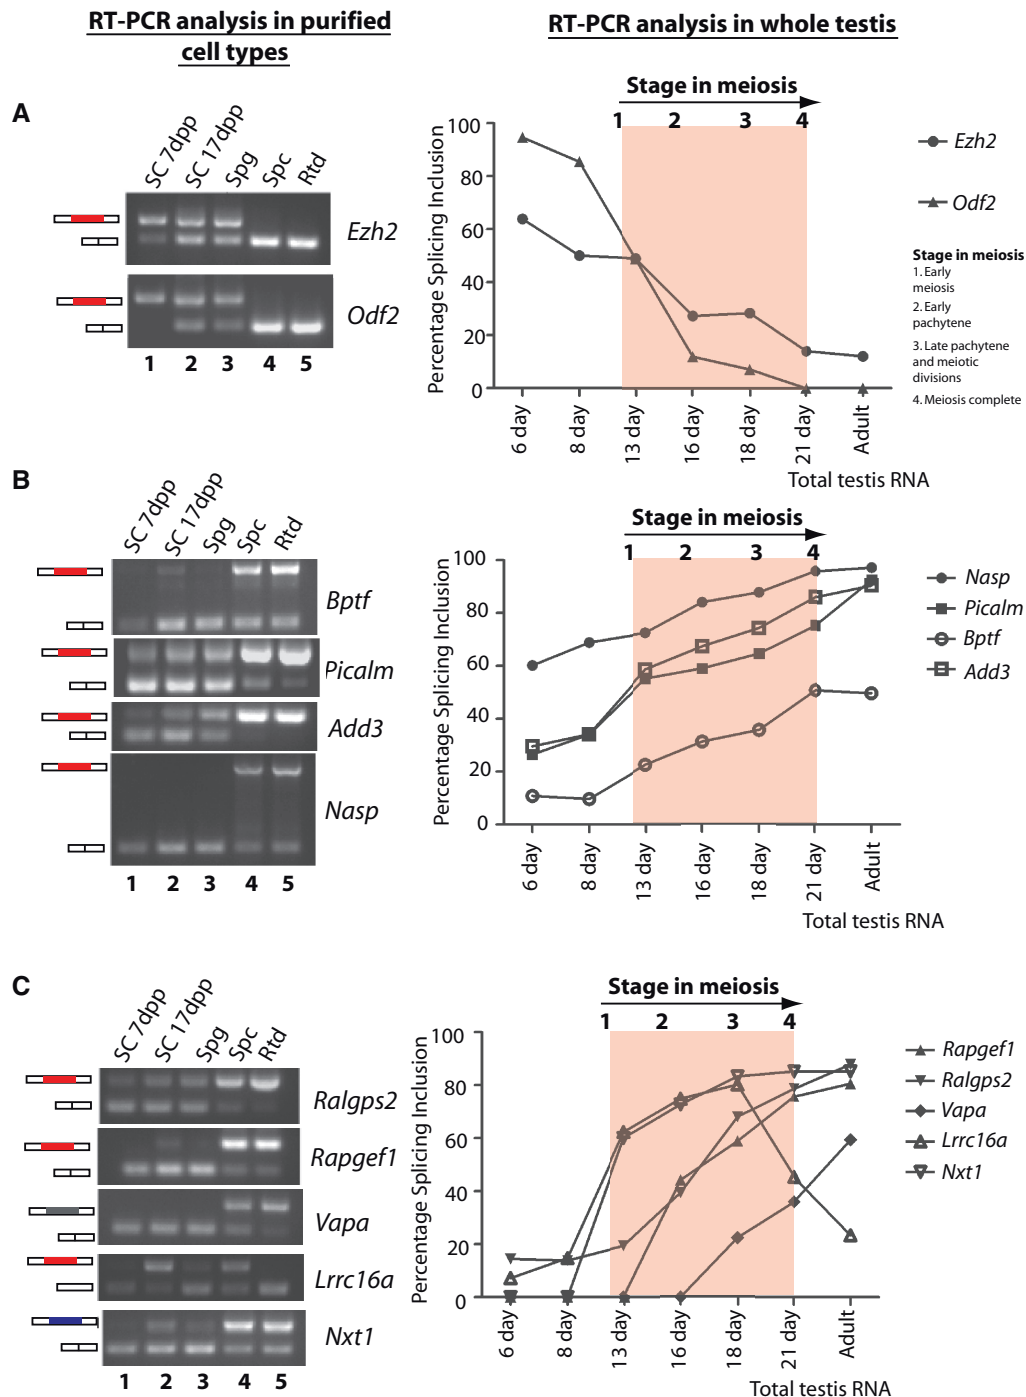 RT-PCR analysis in purified
cell types
RT-PCR analysis in whole testis
A
SC 7dpp
SC 17dpp
Spg
Spc
Rtd
Ezh2
Odf2
1 2 3 4 5
Stage in meiosis
1 2 3 4
Percentage Splicing Inclusion
100
80
60
40
20
0
6 day
8 day
13 day
16 day
18 day
21 day
Adult
Total testis RNA
Ezh2
Odf2
Stage in meiosis
1. Early
meiosis
2. Early
pachytene
3. Late pachytene
and meiotic
divisions
4. Meiosis complete
B
SC 7dpp
SC 17dpp
Spg
Spc
Rtd
Bptf
Picalm
Add3
Nasp
1 2 3 4 5
Stage in meiosis
1 2 3 4
Percentage Splicing Inclusion
100
80
60
40
20
0
6 day
8 day
13 day
16 day
18 day
21 day
Adult
Total testis RNA
Nasp
Picalm
Bptf
Add3
C
SC 7dpp
SC 17dpp
Spg
Spc
Rtd
Ralgps2
Rapgef1
Vapa
Lrrc16a
Nxt1
1 2 3 4 5
Stage in meiosis
1 2 3 4
Percentage Splicing Inclusion
100
80
60
40
20
0
6 day
8 day
13 day
16 day
18 day
21 day
Adult
Total testis RNA
Rapgef1
Ralgps2
Vapa
Lrrc16a
Nxt1